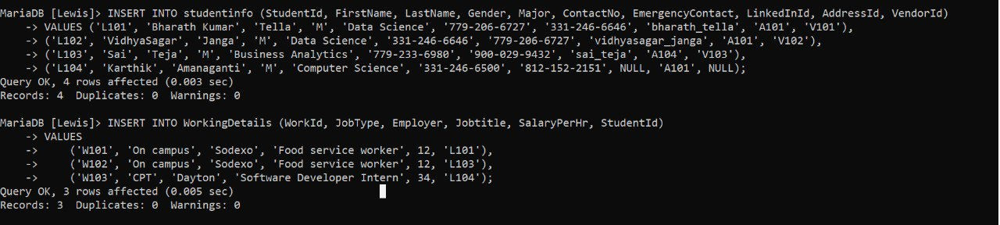 MariaDB [Lewis]> INSERT INTO studentinfo (StudentId, FirstName, LastName, Gender, Major, ContactNo, EmergencyContact, LinkedInId, AddressId, VendorId)
    -> VALUES ('L101', 'Bharath Kumar', 'Tella', 'M', 'Data Science', '779-206-6727', '331-246-6646', 'bharath_tella', 'A101', 'V101'),
    -> ('L102', 'VidhyaSagar', 'Janga', 'M', 'Data Science', '331-246-6646', '779-206-6727', 'vidhyasagar_janga', 'A101', 'V102'),
    -> ('L103', 'Sai', 'Teja', 'M', 'Business Analytics', '779-233-6980', '900-029-9432', 'sai_teja', 'A104', 'V103'),
    -> ('L104', 'Karthik', 'Amanaganti', 'M', 'Computer Science', '331-246-6500', '812-152-2151', NULL, 'A101', NULL);
Query OK, 4 rows affected (0.003 sec)
Records: 4  Duplicates: 0  Warnings: 0
MariaDB [Lewis]> INSERT INTO WorkingDetails (WorkId, JobType, Employer, Jobtitle, SalaryPerHr, StudentId)
    -> VALUES
    ->     ('W101', 'On campus', 'Sodexo', 'Food service worker', 12, 'L101'),
    ->     ('W102', 'On campus', 'Sodexo', 'Food service worker', 12, 'L103'),
    ->     ('W103', 'CPT', 'Dayton', 'Software Developer Intern', 34, 'L104');
Query OK, 3 rows affected (0.005 sec)
Records: 3  Duplicates: 0  Warnings: 0